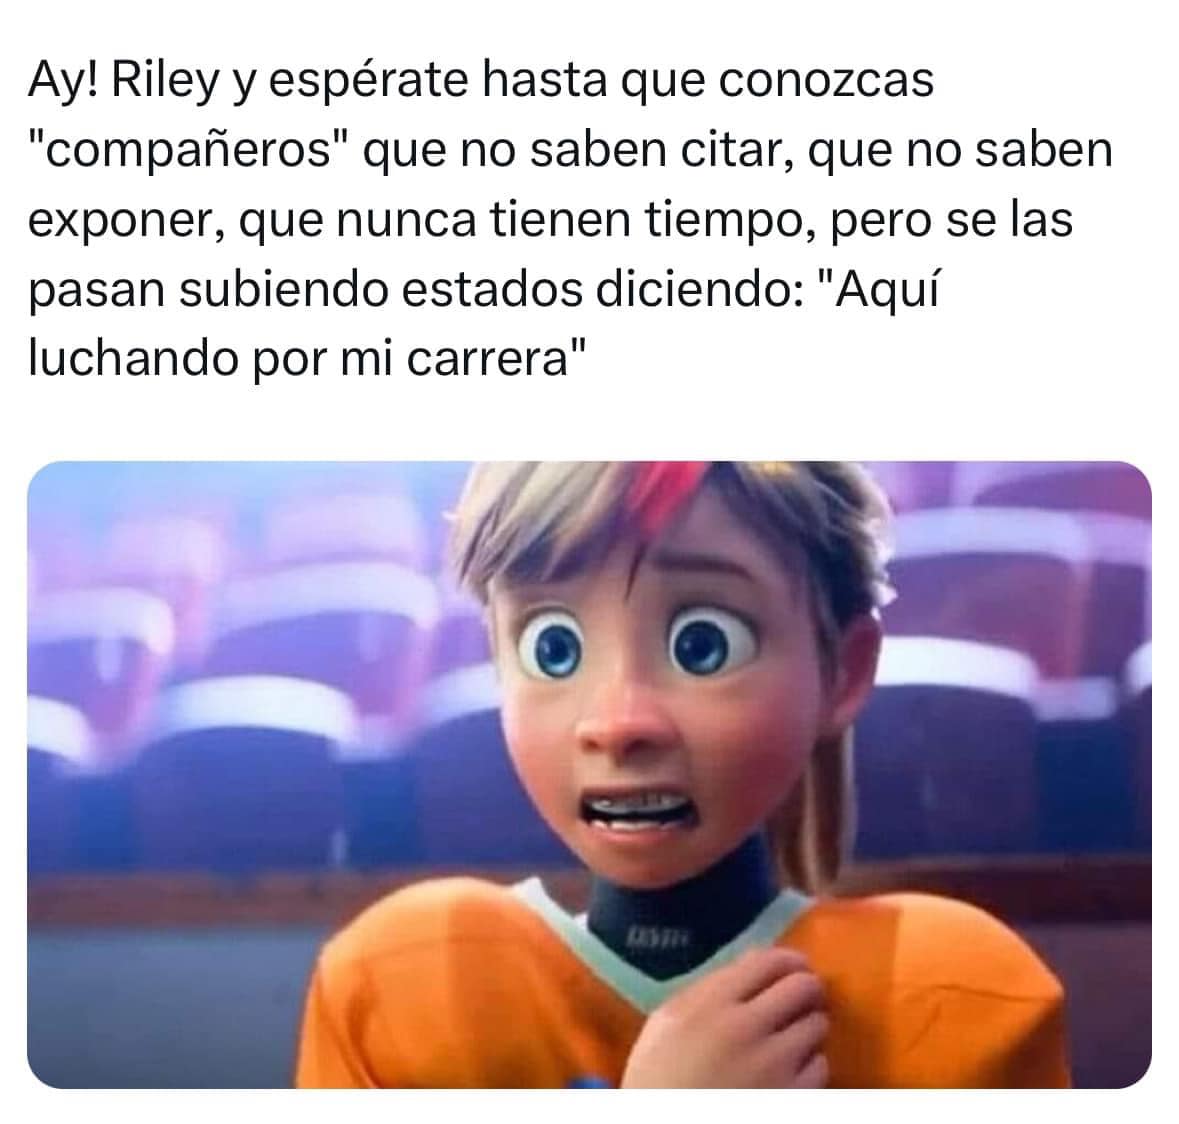 Ay! Riley y espérate hasta que conozcas
"compañeros" que no saben citar, que no saben
exponer, que nunca tienen tiempo, pero se las
pasan subiendo estados diciendo: "Aquí
luchando por mi carrera"